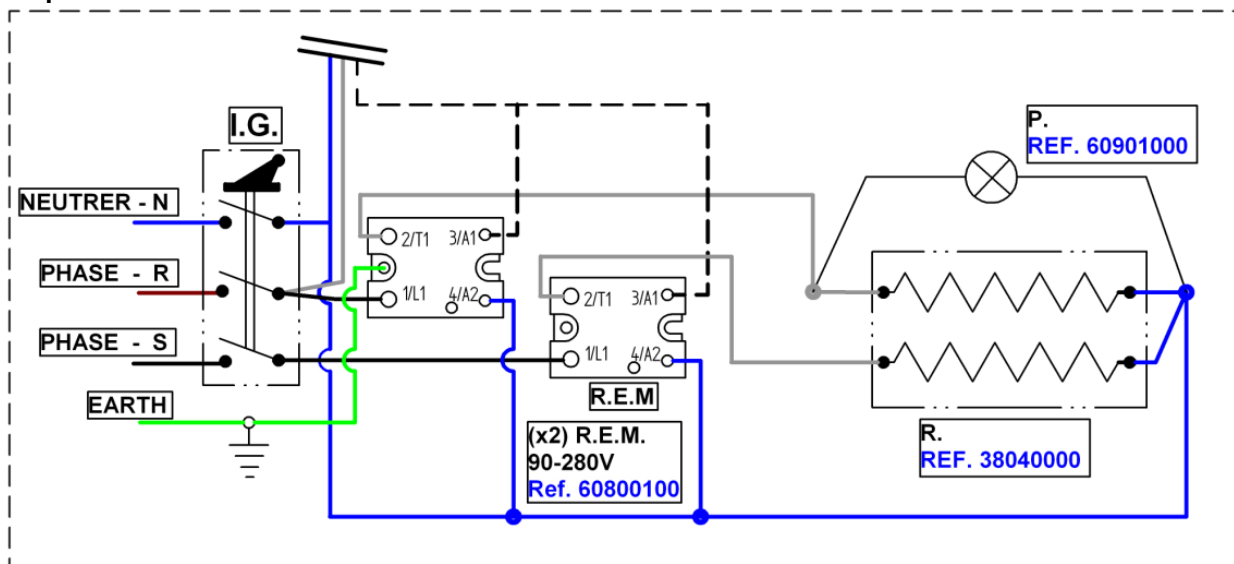 I.G.
NEUTRER - N
PHASE - R
PHASE - S
EARTH
2/T1 3/A1
1/L1 4/A2
2/T1 3/A1
1/L1 4/A2
R.E.M
(x2) R.E.M.
90-280V
Ref. 60800100
P.
REF. 60901000
R.
REF. 38040000